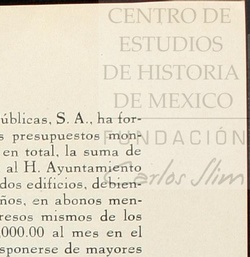 CENTRO DE
ESTUDIOS
DE HISTORIA
DE MEXICO
FUNDACIÓN
Carlos Slim
úblicas, S. A., ha for-
s presupuestos mon-
en total, la suma de
al H. Ayuntamiento
dos edificios, debien-
ños, en abonos men-
resos mismos de los
,000.00 al mes en el
sponerse de mayores